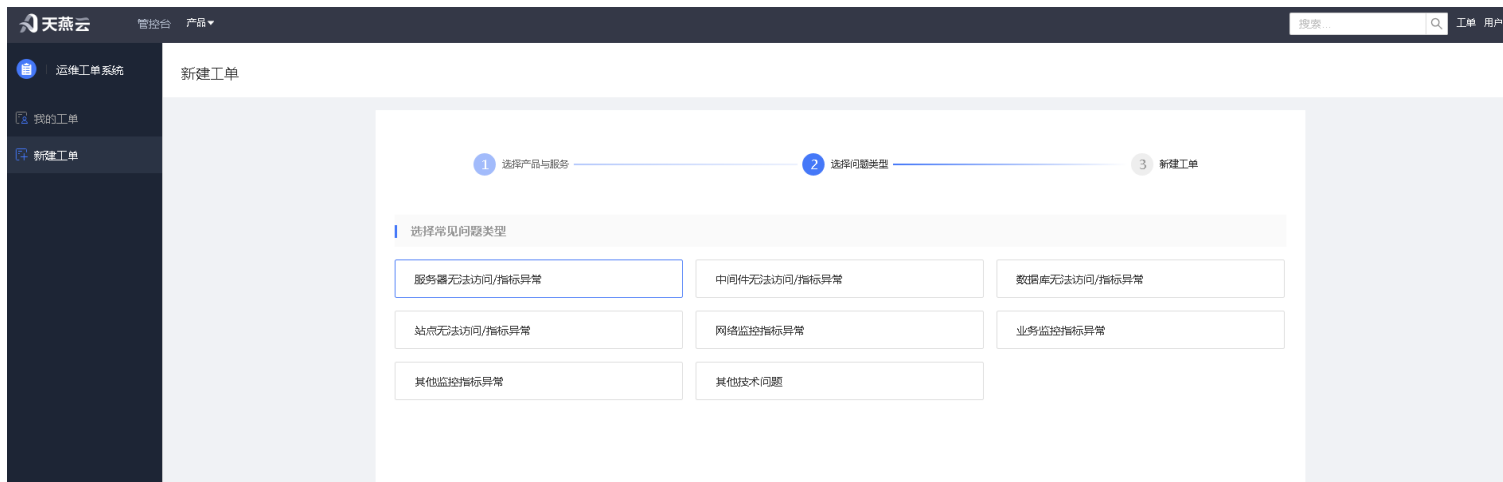 天燕云 管控台 产品▾ 搜索... 工单 用户
运维工单系统
新建工单
我的工单
新建工单
1 选择产品与服务 2 选择问题类型 3 新建工单
选择常见问题类型
服务器无法访问/指标异常 中间件无法访问/指标异常 数据库无法访问/指标异常
站点无法访问/指标异常 网络监控指标异常 业务监控指标异常
其他监控指标异常 其他技术问题